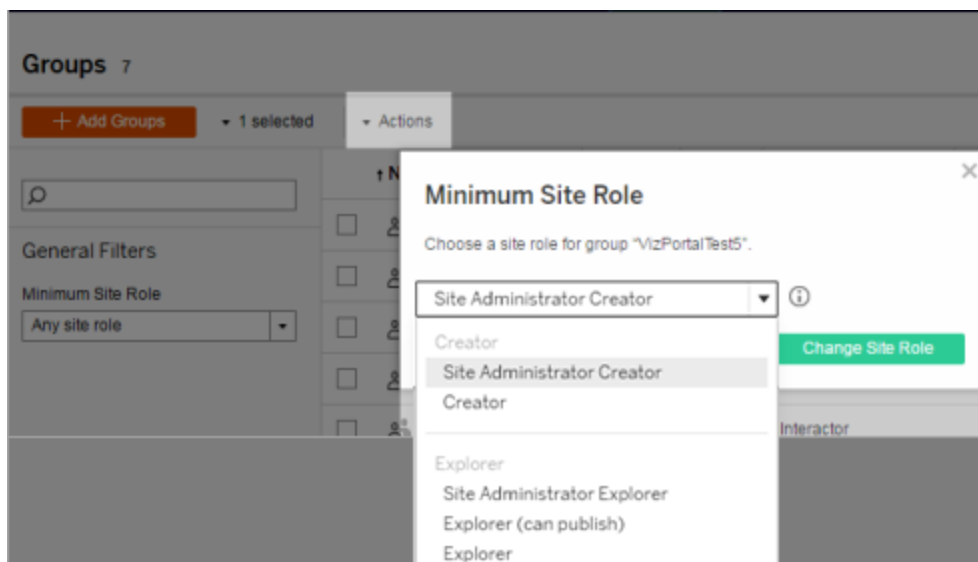 Groups 7
+ Add Groups
1 selected
Actions
↑ N
Minimum Site Role
Choose a site role for group "VizPortalTest5".
General Filters
Minimum Site Role
Any site role
Site Administrator Creator
Change Site Role
Creator
Site Administrator Creator
Creator
Interactor
Explorer
Site Administrator Explorer
Explorer (can publish)
Explorer